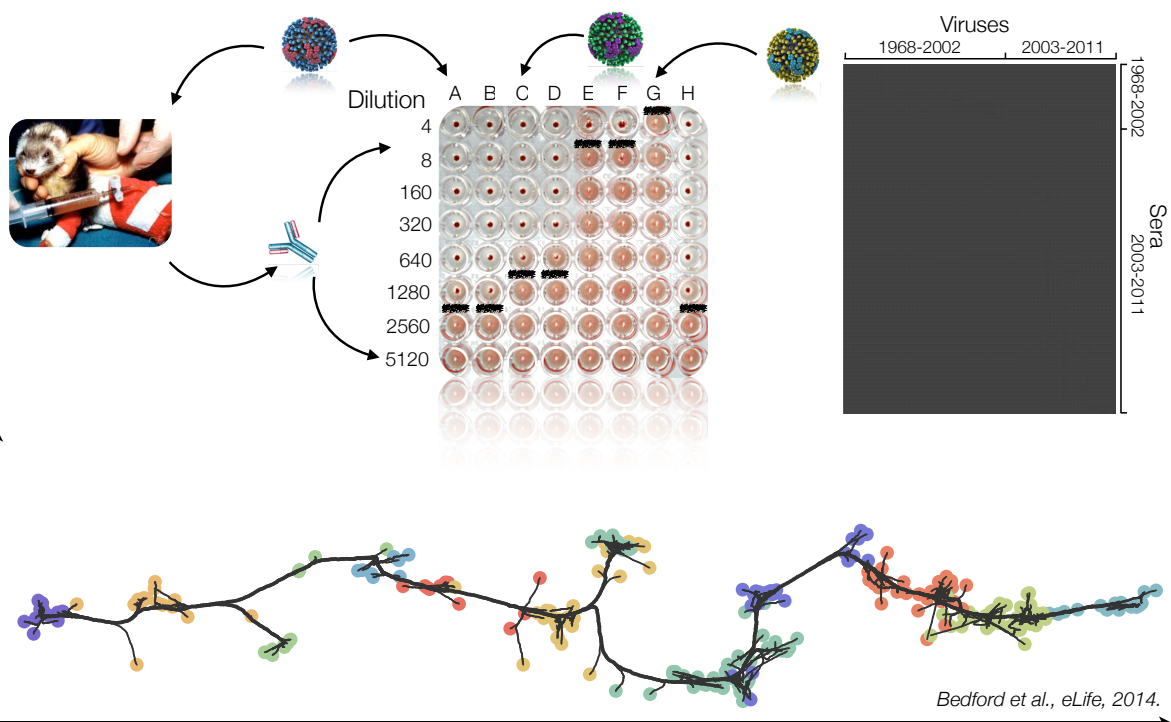 Viruses
1968-2002 2003-2011
Dilution A B C D E F G H
4
8
160
320
640
1280
2560
5120
1968-2002
Sera
2003-2011
Bedford et al., eLife, 2014.